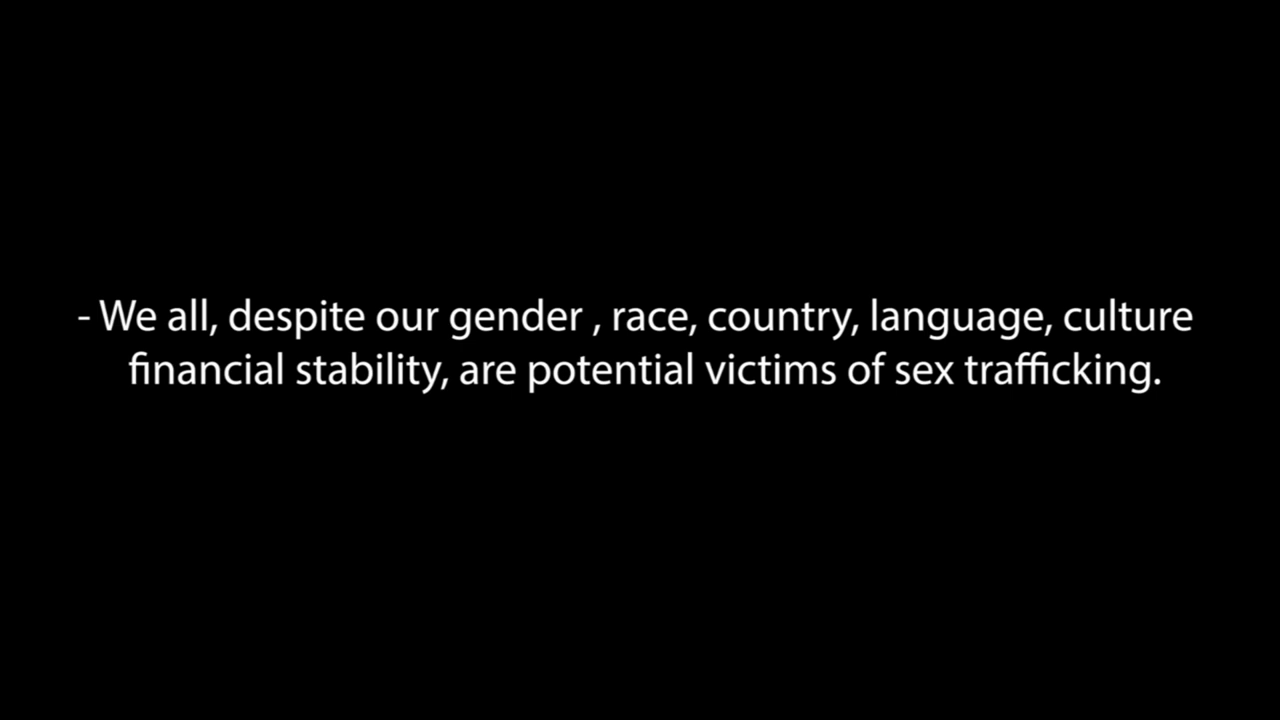 - We all, despite our gender , race, country, language, culture
financial stability, are potential victims of sex trafficking.